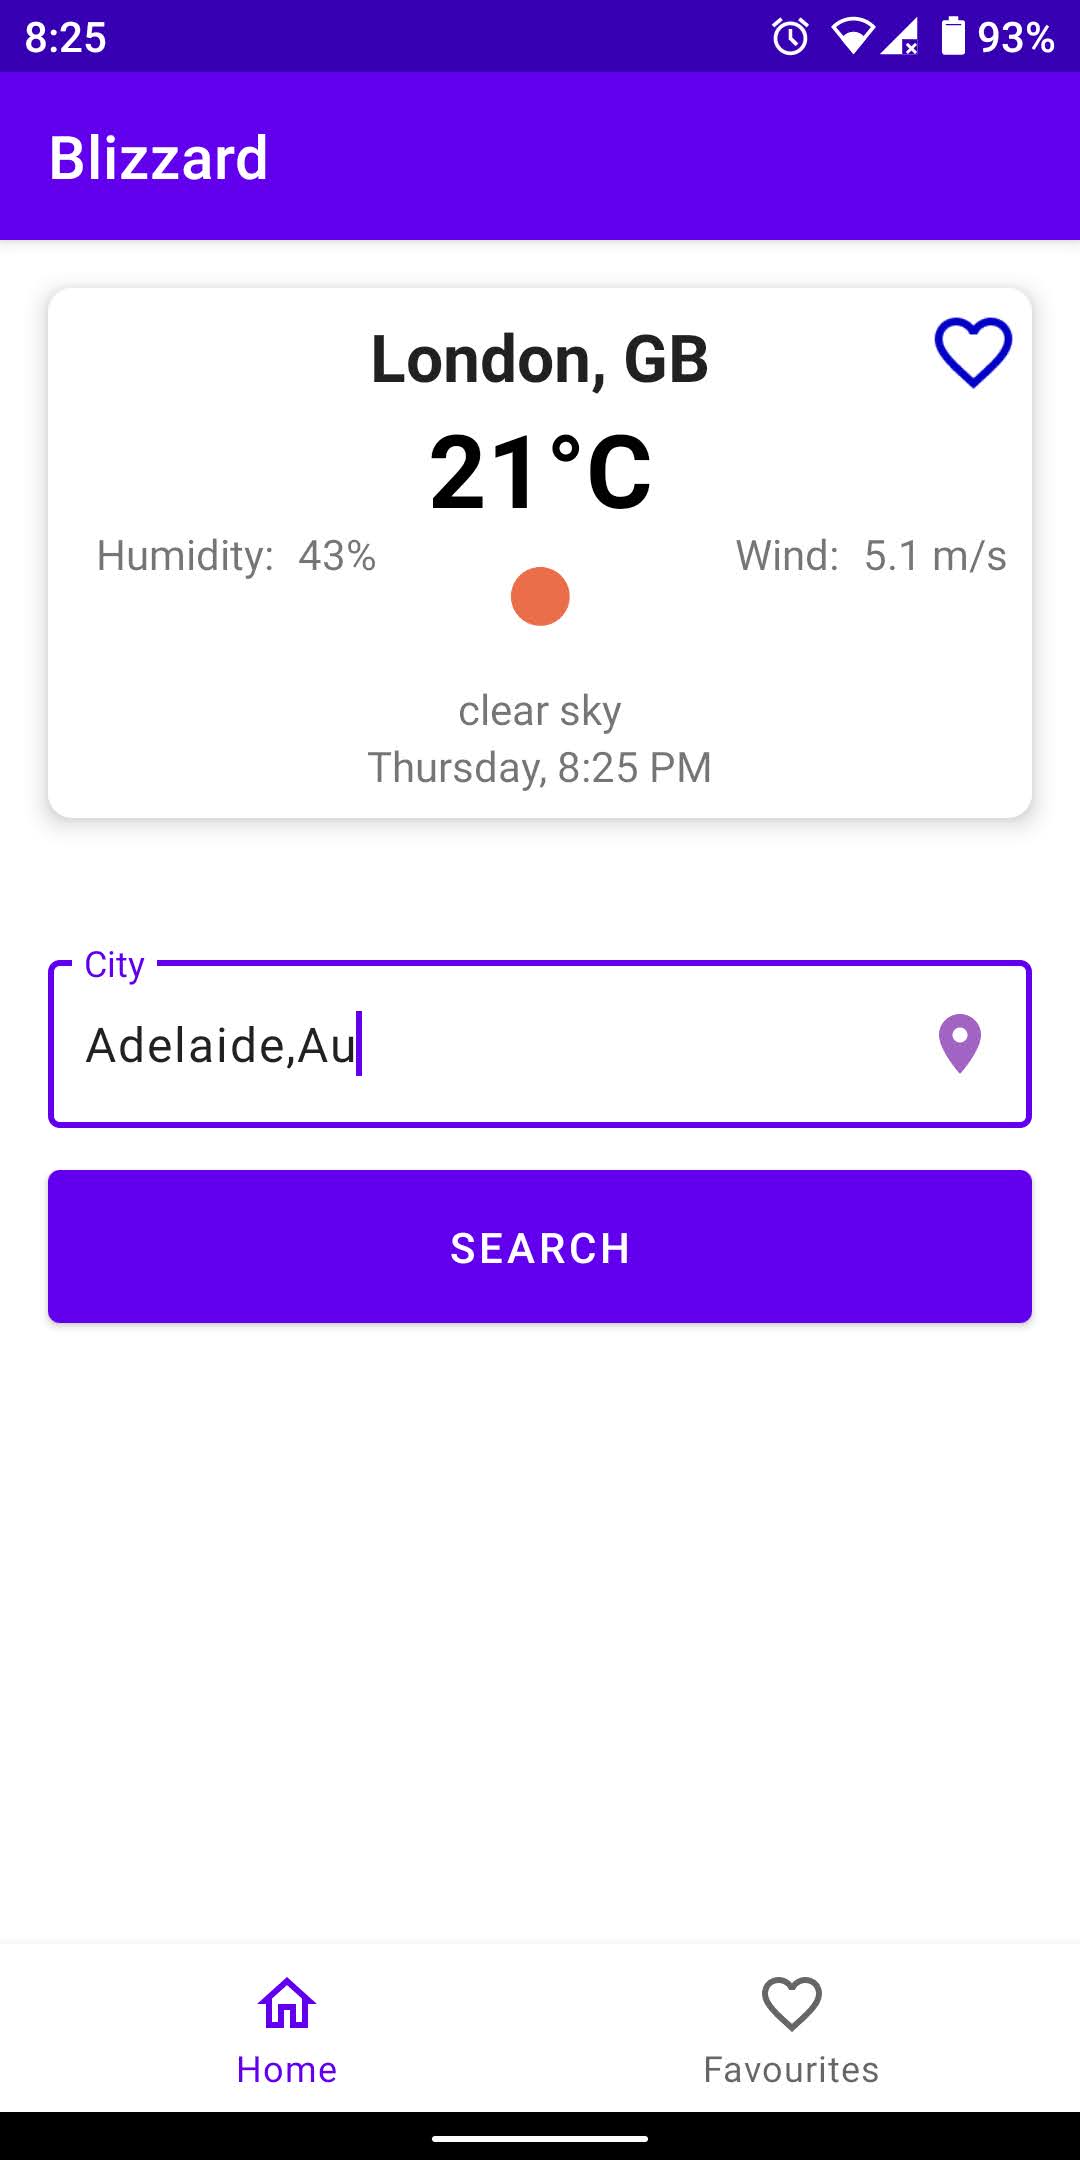 8:25 93%
Blizzard
London, GB
21°C
Humidity: 43% Wind: 5.1 m/s
clear sky
Thursday, 8:25 PM
City
Adelaide,Au
SEARCH
Home Favourites